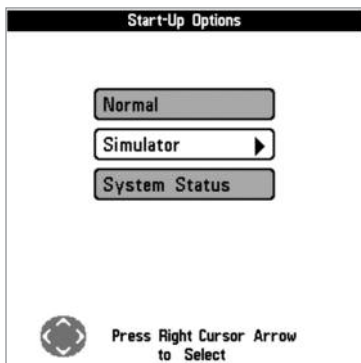 Start-Up Options
Normal
Simulator
System Status
Press Right Cursor Arrow
to Select